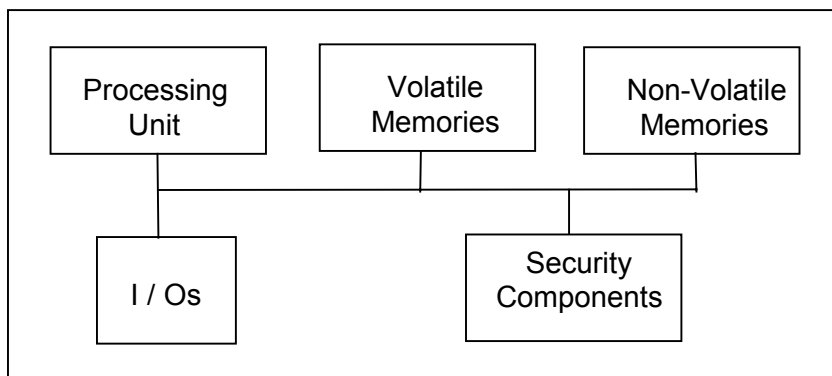 Processing
Unit
Volatile
Memories
Non-Volatile
Memories
I / Os
Security
Components